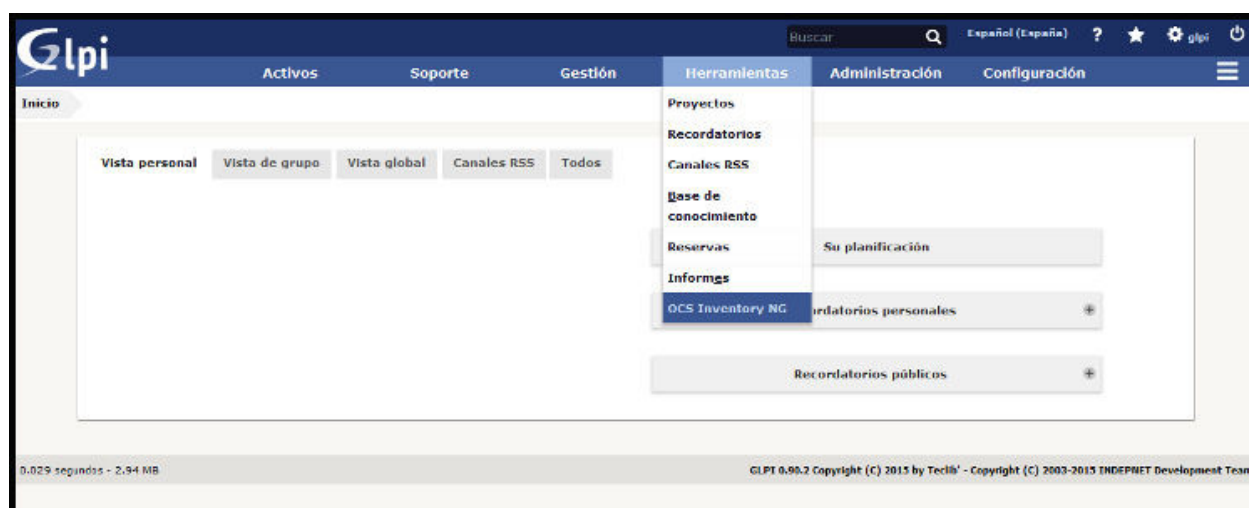 Glpi
Buscar
Español (España)
?
glpi
Activos Soporte Gestión Herramientas Administración Configuración
Inicio
Proyectos
Recordatorios
Canales RSS
Base de
conocimiento
Reservas
Informes
OCS Inventory NG
Vista personal Vista de grupo Vista global Canales RSS Todos
Su planificación
rdatorios personales
Recordatorios públicos
0.029 segundos - 2.94 MB
GLPI 0.90.2 Copyright (C) 2015 by Teclib' - Copyright (C) 2003-2015 INDEPNET Development Team